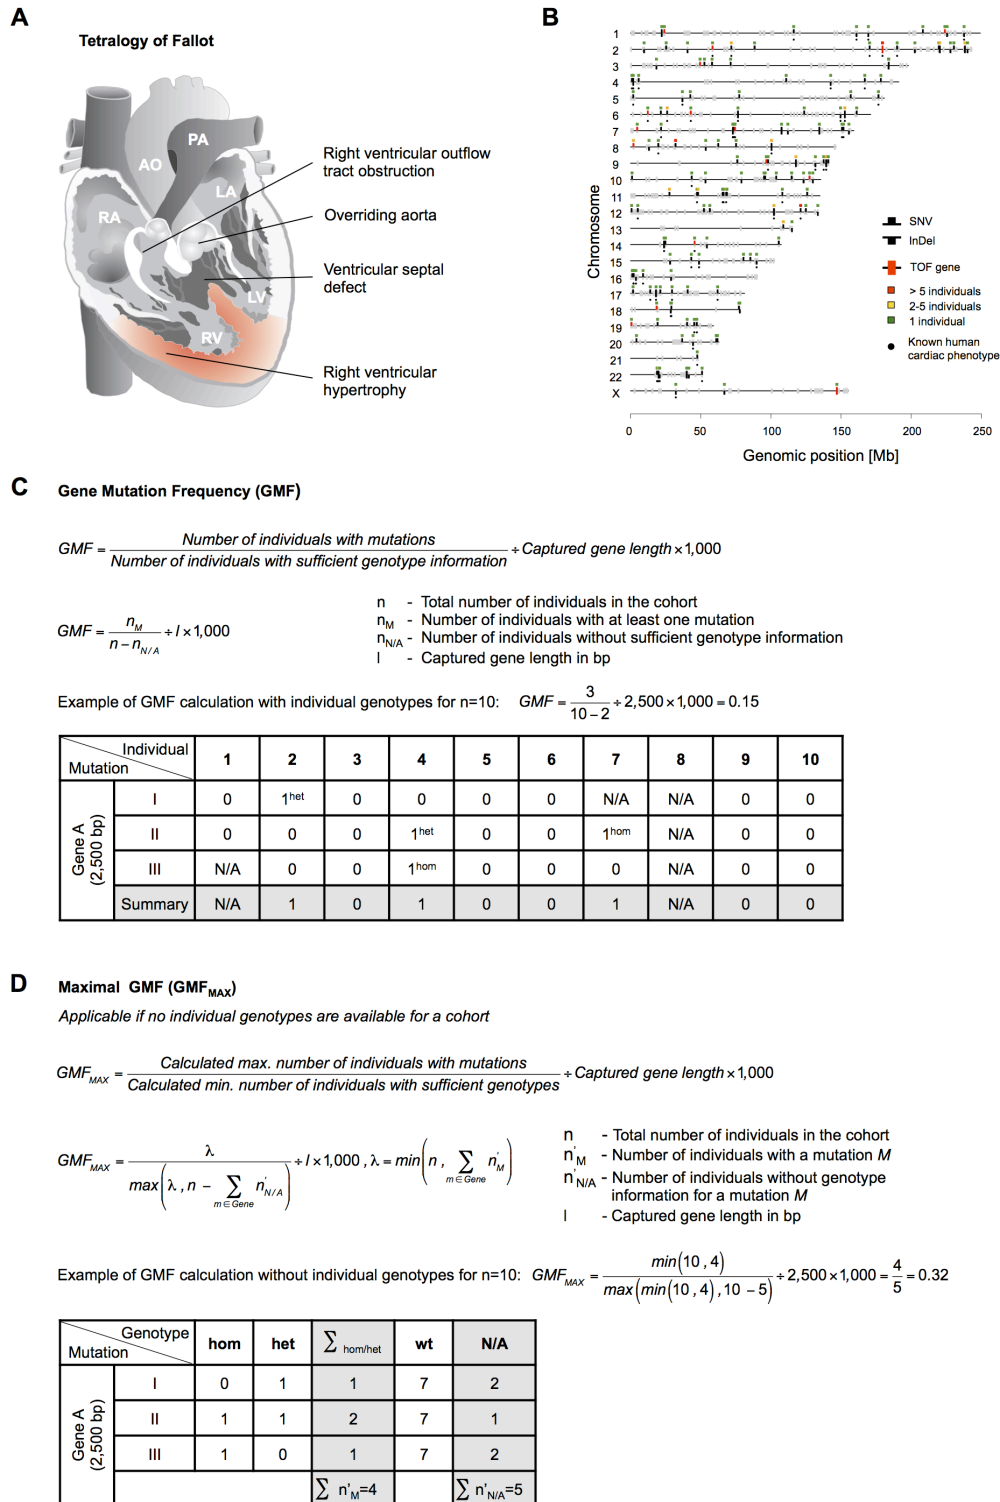 A
Tetralogy of Fallot
PA
AO
LA
RA
LV
RV
Right ventricular outflow
tract obstruction
Overriding aorta
Ventricular septal
defect
Right ventricular
hypertrophy
B
Chromosome
1
2
3
4
5
6
7
8
9
10
11
12
13
14
15
16
17
18
19
20
21
22
X
0 50 100 150 200 250
Genomic position [Mb]
SNV
InDel
TOF gene
> 5 individuals
2-5 individuals
1 individual
Known human
cardiac phenotype
C
Gene Mutation Frequency (GMF)
GMF = Number of individuals with mutations / Number of individuals with sufficient genotype information ÷ Captured gene length × 1,000
GMF = n_M / n − n_N/A ÷ l × 1,000
n - Total number of individuals in the cohort
n_M - Number of individuals with at least one mutation
n_N/A - Number of individuals without sufficient genotype information
l - Captured gene length in bp
Example of GMF calculation with individual genotypes for n=10: GMF = 3 / 10 − 2 ÷ 2,500 × 1,000 = 0.15
Individual
Mutation
1 2 3 4 5 6 7 8 9 10
Gene A
(2,500 bp)
I 0 1^het 0 0 0 0 N/A N/A 0 0
II 0 0 0 1^het 0 0 1^hom N/A 0 0
III N/A 0 0 1^hom 0 0 0 N/A 0 0
Summary N/A 1 0 1 0 0 1 N/A 0 0
D
Maximal GMF (GMF_MAX)
Applicable if no individual genotypes are available for a cohort
GMF_MAX = Calculated max. number of individuals with mutations / Calculated min. number of individuals with sufficient genotypes ÷ Captured gene length × 1,000
GMF_MAX = λ / max(λ , n − ∑_m∈Gene n'_N/A) ÷ l × 1,000 , λ = min(n , ∑_m∈Gene n'_M)
n - Total number of individuals in the cohort
n'_M - Number of individuals with a mutation M
n'_N/A - Number of individuals without genotype
information for a mutation M
l - Captured gene length in bp
Example of GMF calculation without individual genotypes for n=10: GMF_MAX = min(10 , 4) / max(min(10 , 4) , 10 − 5) ÷ 2,500 × 1,000 = 4 / 5 = 0.32
Genotype
Mutation
hom het ∑ hom/het wt N/A
Gene A
(2,500 bp)
I 0 1 1 7 2
II 1 1 2 7 1
III 1 0 1 7 2
∑ n'_M=4 ∑ n'_N/A=5